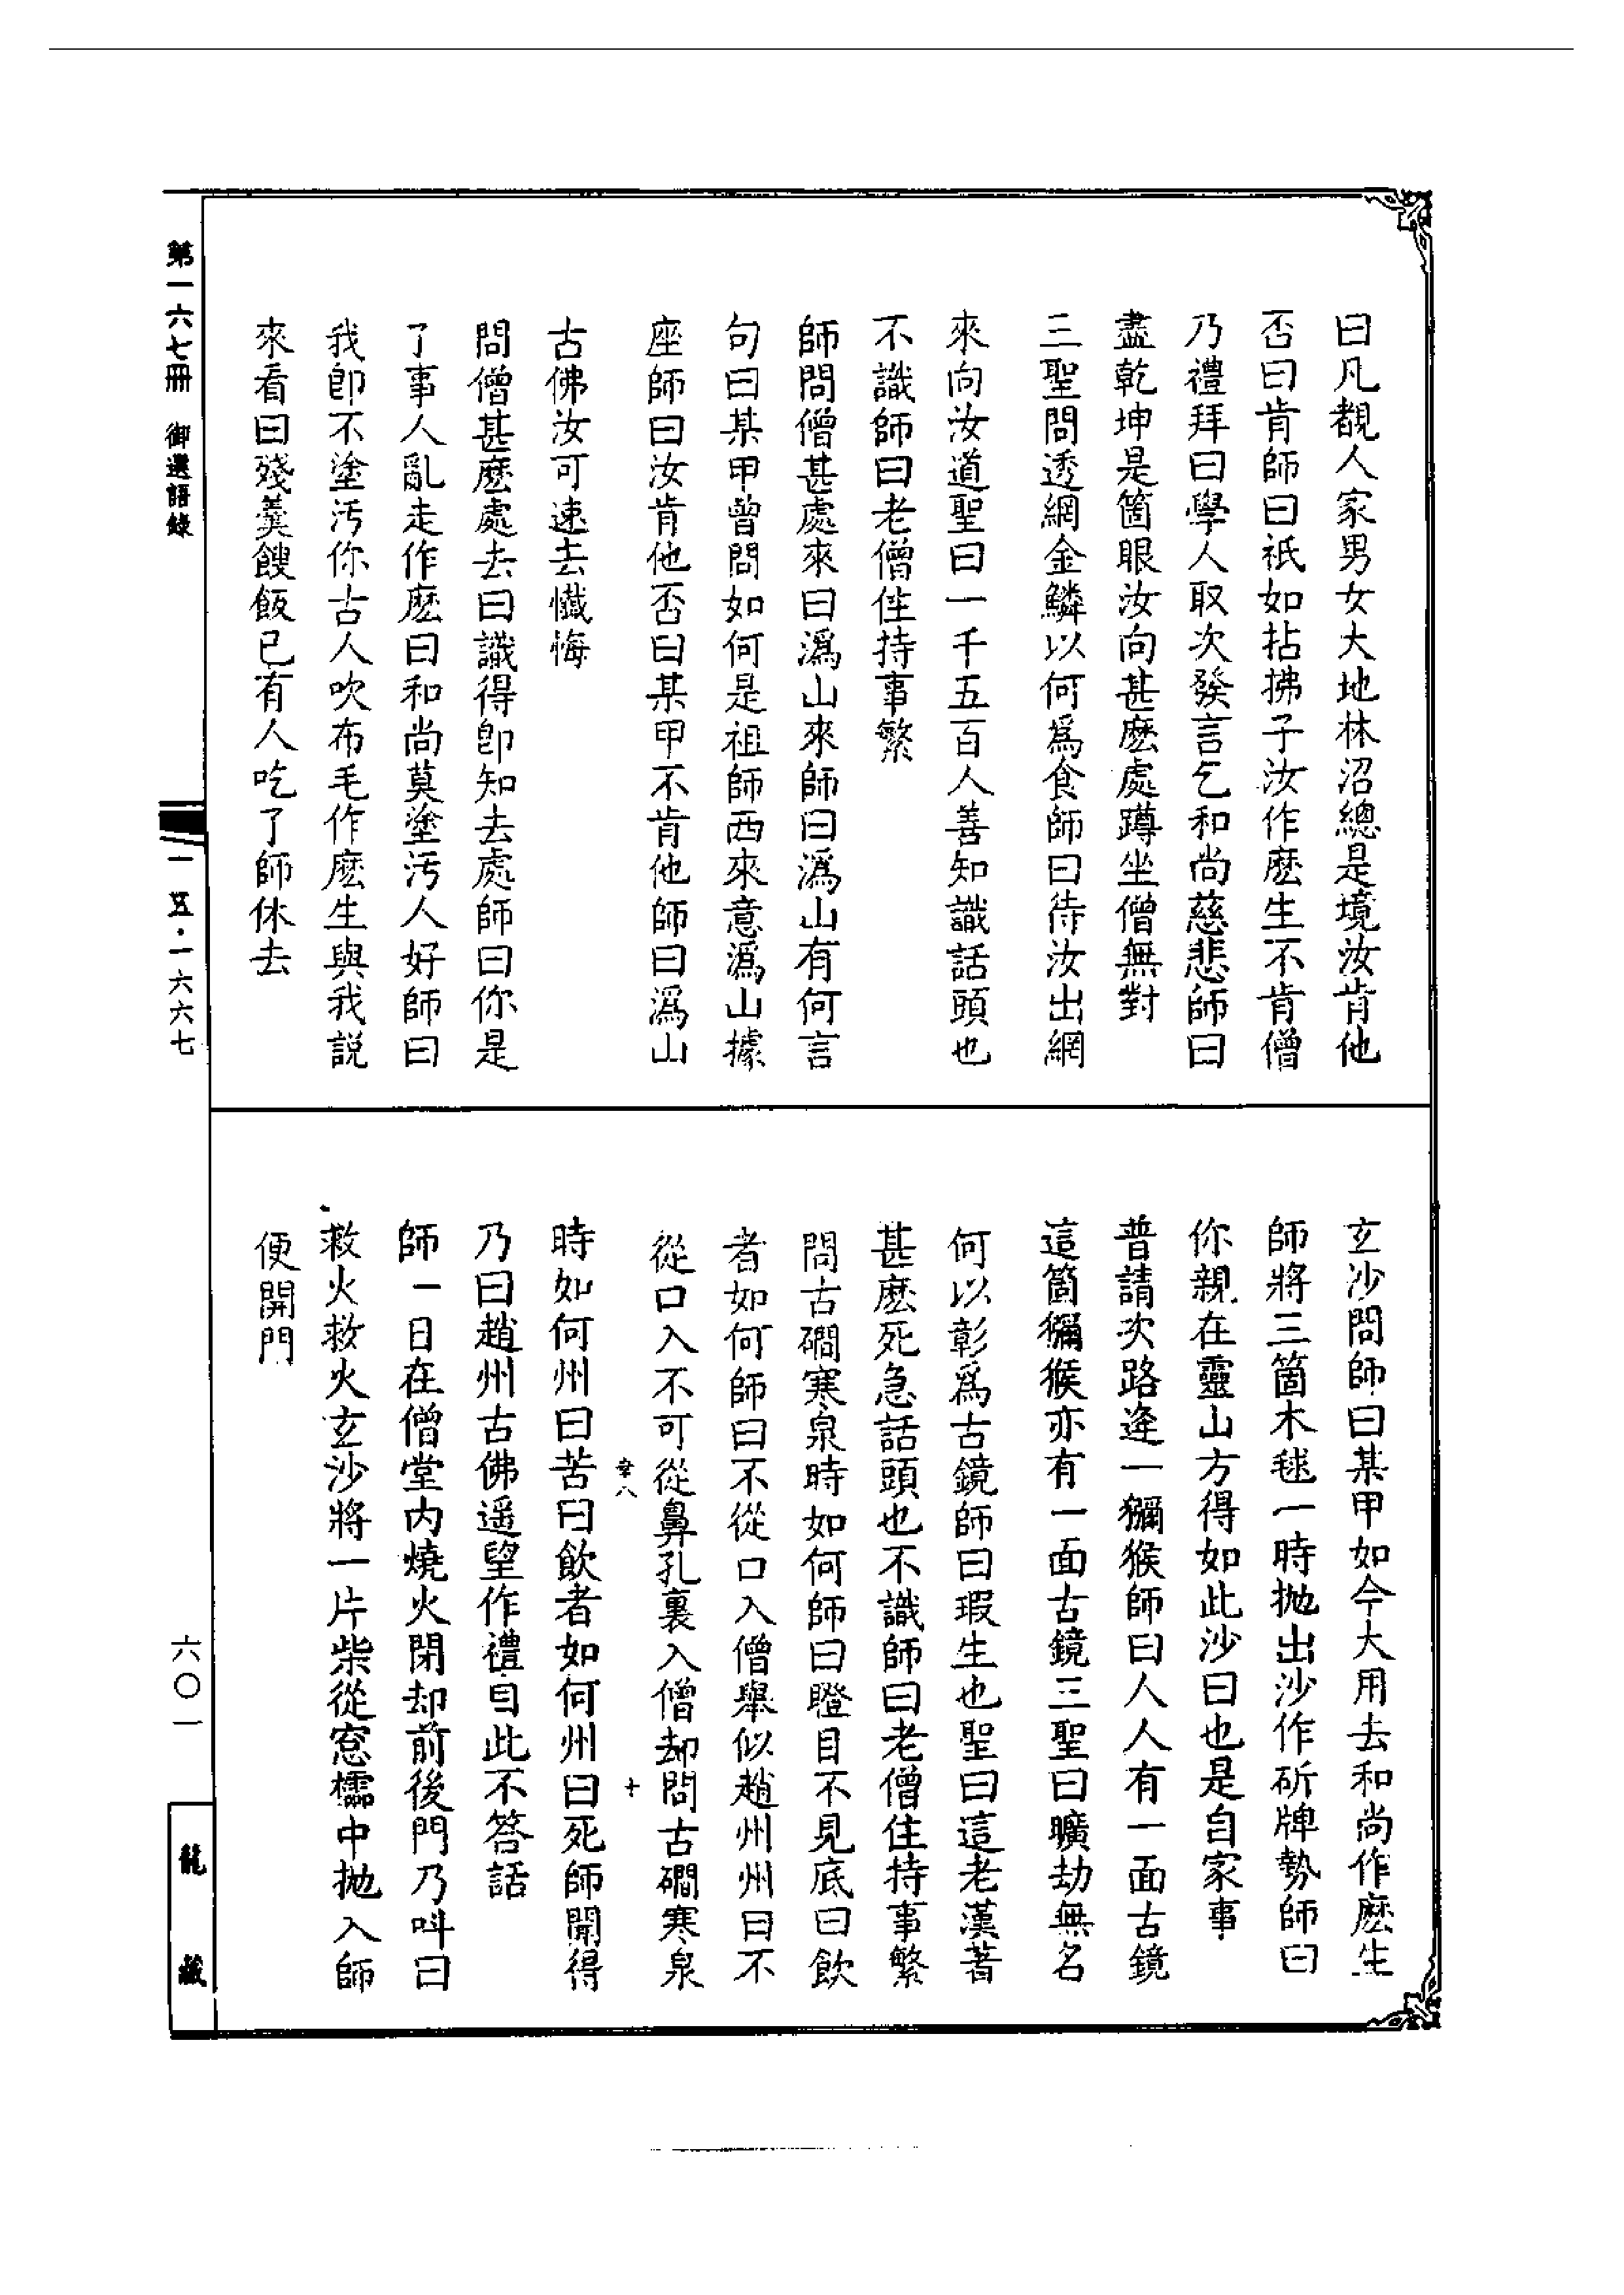 曰凡覩人家男女大地林沼總是境汝肯他
否曰肯師曰祇如拈拂子汝作麽生不肯僧
乃禮拜曰學人取次發言乞和尚慈悲師曰
盡乾坤是箇眼汝向甚麽處蹲坐僧無對
三聖問透網金鱗以何爲食師曰待汝出網
來向汝道聖曰一千五百人善知識話頭也
不識師曰老僧住持事繁
師問僧甚處來曰潙山來師曰潙山有何言
句曰某甲曾問如何是祖師西來意潙山據
座師曰汝肯他否曰某甲不肯他師曰潙山
古佛汝可速去懺悔
問僧甚麽處去曰識得卽知去處師曰你是
了事人亂走作麽曰和尚莫塗汚人好師曰
我卽不塗汚你古人吹布毛作麽生與我説
來看曰殘羹餿飯已有人吃了師休去
玄沙問師曰某甲如今大用去和尚作麽生
師將三箇木毬一時拋出沙作斫牌勢師曰
你親在靈山方得如此沙曰也是自家事
普請次路逢一獼猴師曰人人有一面古鏡
這箇獼猴亦有一面古鏡三聖曰曠劫無名
何以彰爲古鏡師曰瑕生也聖曰這老漢著
甚麽死急話頭也不識師曰老僧住持事繁
問古磵寒泉時如何師曰瞪目不見底曰飲
者如何師曰不從口入僧舉似趙州州曰不
從口入不可從鼻孔裏入僧却問古磵寒泉
時如何州曰苦曰飲者如何州曰死師聞得
乃曰趙州古佛遥望作禮自此不答話
師一日在僧堂内燒火閉却前後門乃叫曰
救火救火玄沙將一片柴從窓櫺中拋入師
便開門
第一六七冊 御選語錄
一五·一六六七
六〇一
龍藏